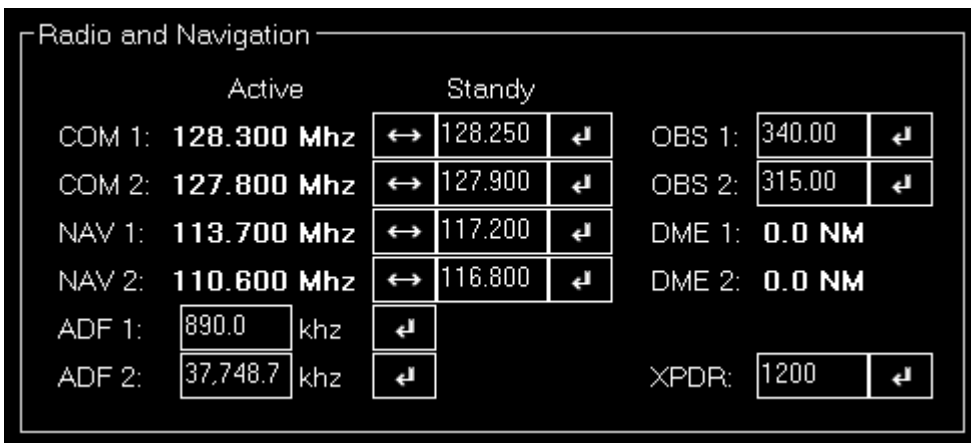 Radio and Navigation
Active Standy
COM 1: 128.300 Mhz ↔ 128.250 ↲ OBS 1: 340.00 ↲
COM 2: 127.800 Mhz ↔ 127.900 ↲ OBS 2: 315.00 ↲
NAV 1: 113.700 Mhz ↔ 117.200 ↲ DME 1: 0.0 NM
NAV 2: 110.600 Mhz ↔ 116.800 ↲ DME 2: 0.0 NM
ADF 1: 890.0 khz ↲
ADF 2: 37,748.7 khz ↲ XPDR: 1200 ↲